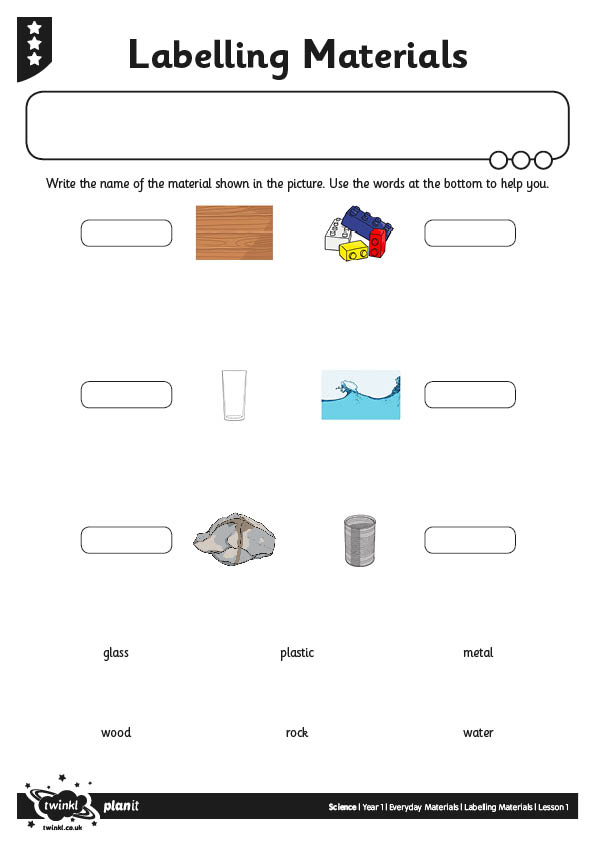 Labelling Materials
Write the name of the material shown in the picture. Use the words at the bottom to help you.
glass plastic metal
wood rock water
twinkl planit
twinkl.co.uk
Science | Year 1 | Everyday Materials | Labelling Materials | Lesson 1